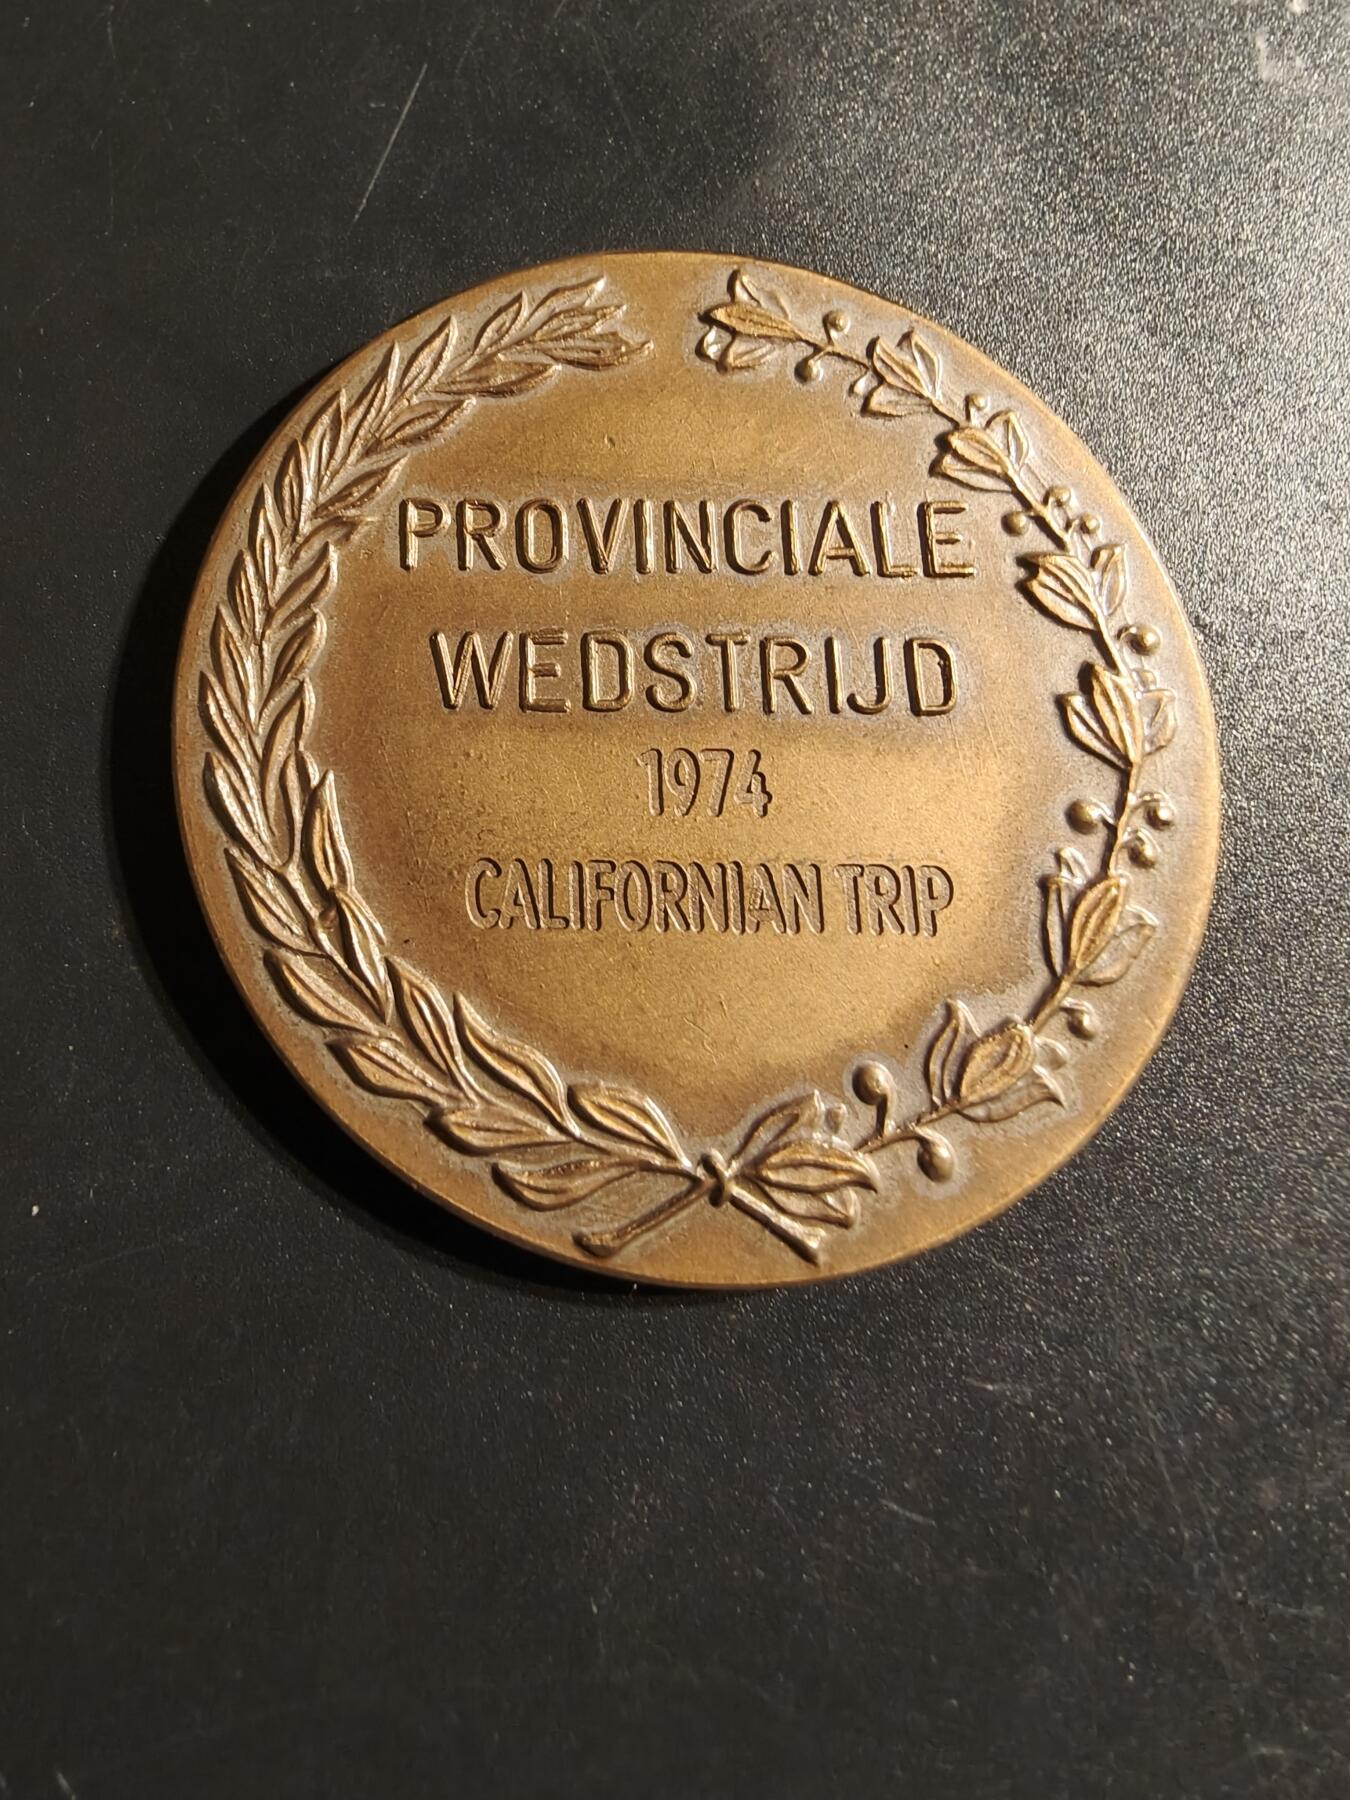 PROVINCIALE
WEDSTRIJD
1974
CALIFORNIAN TRIP